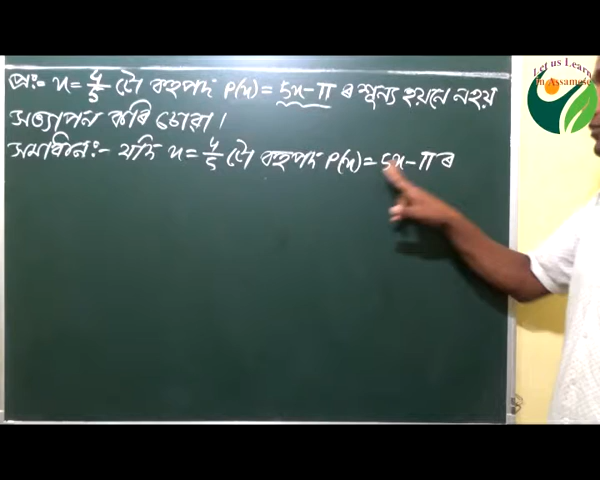 প্ৰ:- x = 4/5 টো বহুপদ P(x) = 5x - π ৰ শূন্য হয়নে নহয়
সত্যাপন কৰি চোৱা।
সমাধান:- যদি x = 4/5 টো বহুপদ P(x) = 5x - π ৰ
Let us Learn
in Assamese